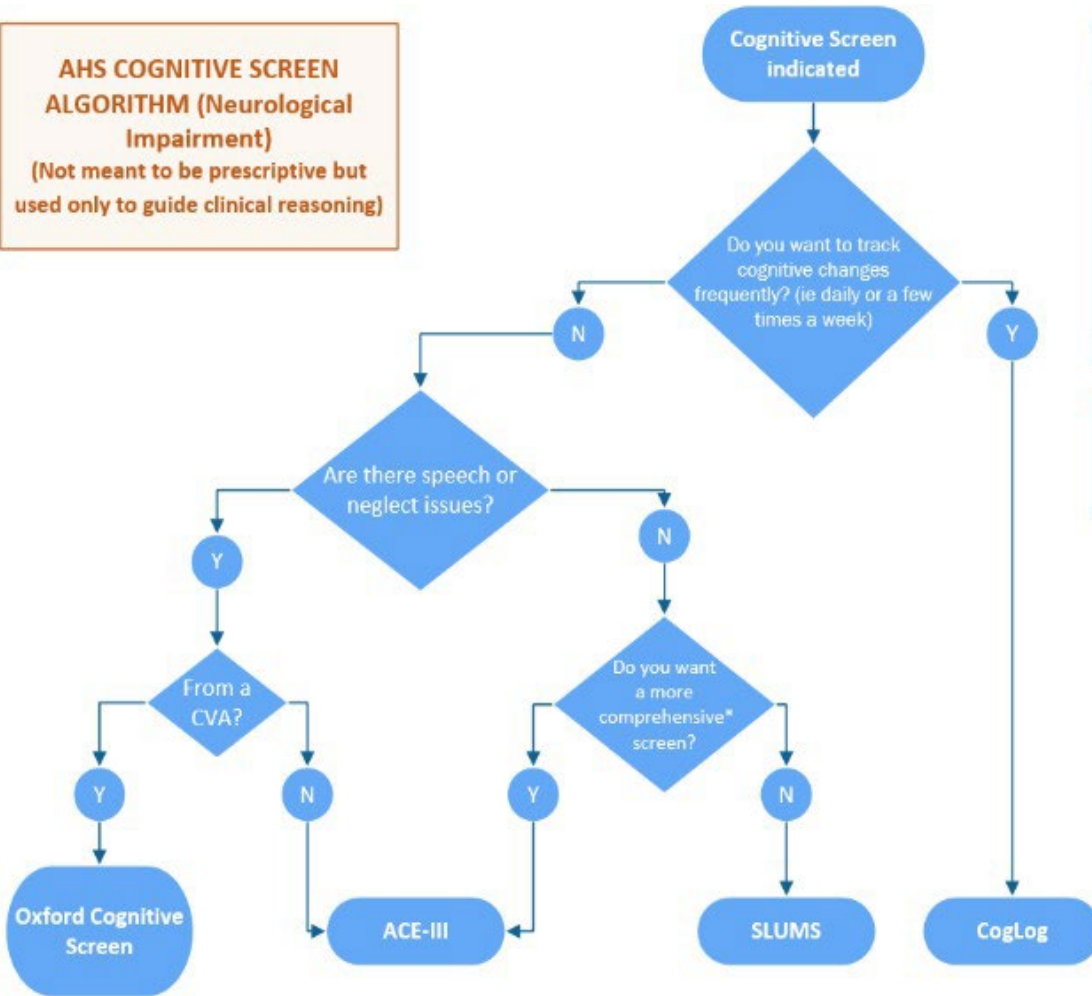 AHS COGNITIVE SCREEN
ALGORITHM (Neurological
Impairment)
(Not meant to be prescriptive but
used only to guide clinical reasoning)
Cognitive Screen
indicated
Do you want to track
cognitive changes
frequently? (ie daily or a few
times a week)
N
Y
Are there speech or
neglect issues?
Y
N
From a
CVA?
Do you want
a more
comprehensive*
screen?
Y
N
Y
N
Oxford Cognitive
Screen
ACE-III
SLUMS
CogLog